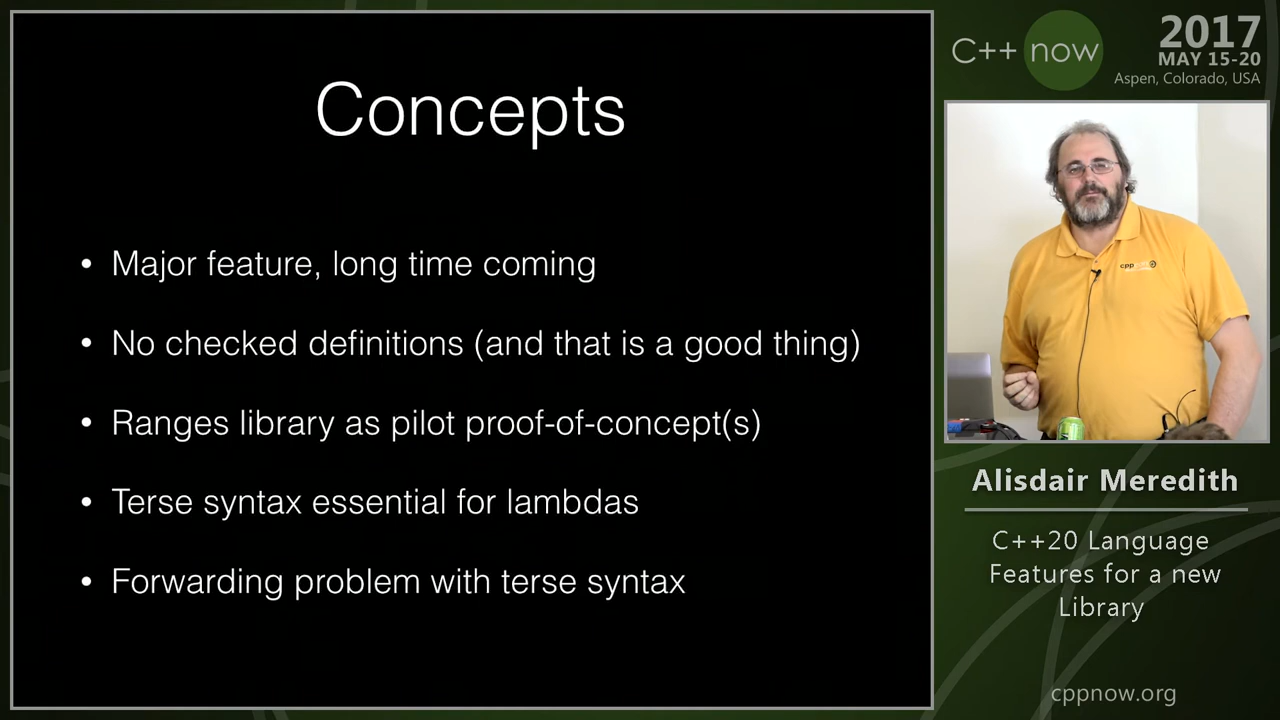 Concepts
• Major feature, long time coming
• No checked definitions (and that is a good thing)
• Ranges library as pilot proof-of-concept(s)
• Terse syntax essential for lambdas
• Forwarding problem with terse syntax
C++ now
2017
MAY 15-20
Aspen, Colorado, USA
cpp
Alisdair Meredith
C++20 Language
Features for a new
Library
cppnow.org